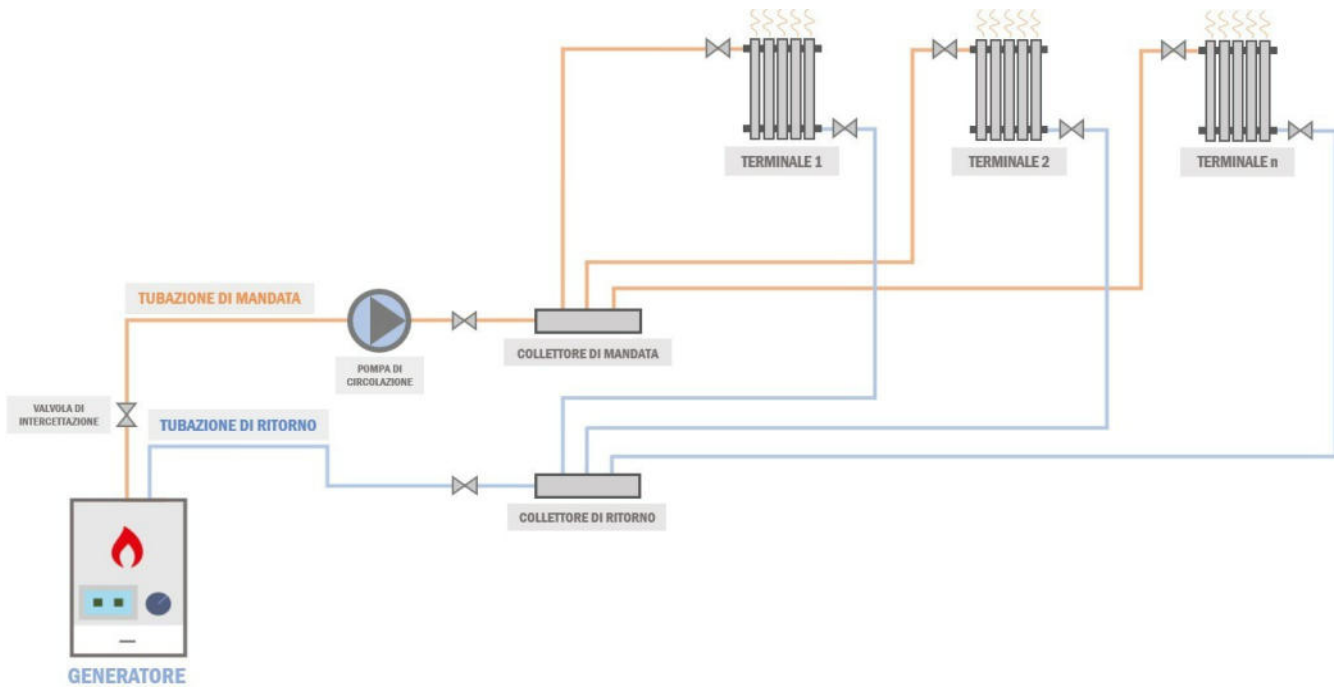 TERMINALE 1
TERMINALE 2
TERMINALE n
TUBAZIONE DI MANDATA
COLLETTORE DI MANDATA
POMPA DI
CIRCOLAZIONE
VALVOLA DI
INTERCETTAZIONE
TUBAZIONE DI RITORNO
COLLETTORE DI RITORNO
GENERATORE